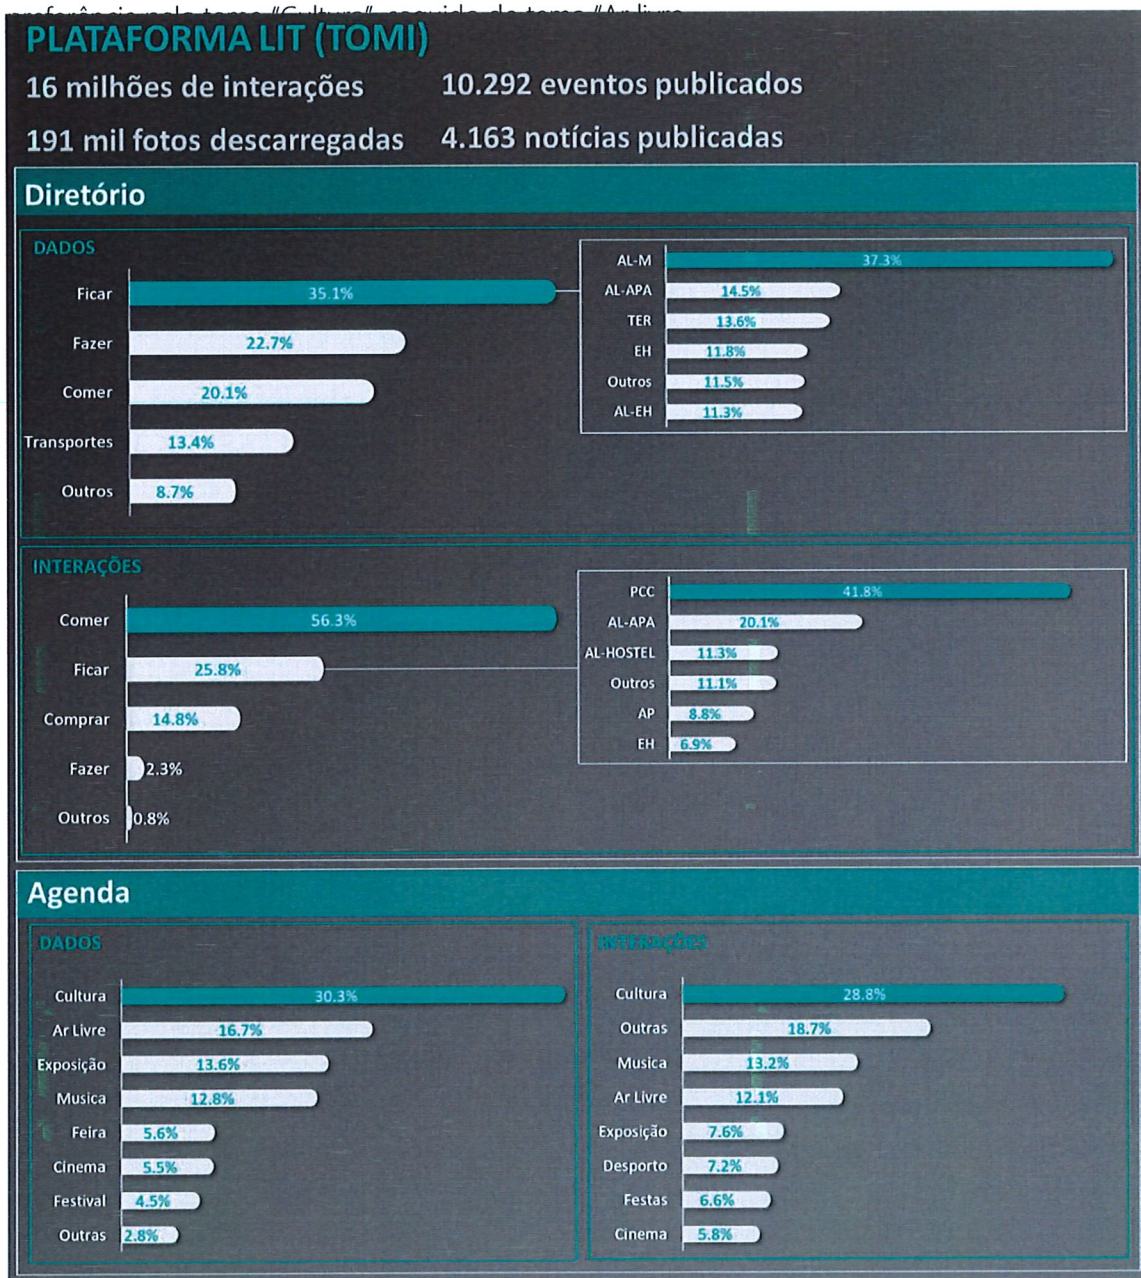 PLATAFORMA LIT (TOMI)
16 milhões de interações 10.292 eventos publicados
191 mil fotos descarregadas 4.163 notícias publicadas
Diretório
DADOS
Ficar 35.1%
Fazer 22.7%
Comer 20.1%
Transportes 13.4%
Outros 8.7%
AL-M 37.3%
AL-APA 14.5%
TER 13.6%
EH 11.8%
Outros 11.5%
AL-EH 11.3%
INTERAÇÕES
Comer 56.3%
Ficar 25.8%
Comprar 14.8%
Fazer 2.3%
Outros 0.8%
PCC 41.8%
AL-APA 20.1%
AL-HOSTEL 11.3%
Outros 11.1%
AP 8.8%
EH 6.9%
Agenda
DADOS
Cultura 30.3%
Ar Livre 16.7%
Exposição 13.6%
Musica 12.8%
Feira 5.6%
Cinema 5.5%
Festival 4.5%
Outras 2.8%
INTERAÇÕES
Cultura 28.8%
Outras 18.7%
Musica 13.2%
Ar Livre 12.1%
Exposição 7.6%
Desporto 7.2%
Festas 6.6%
Cinema 5.8%